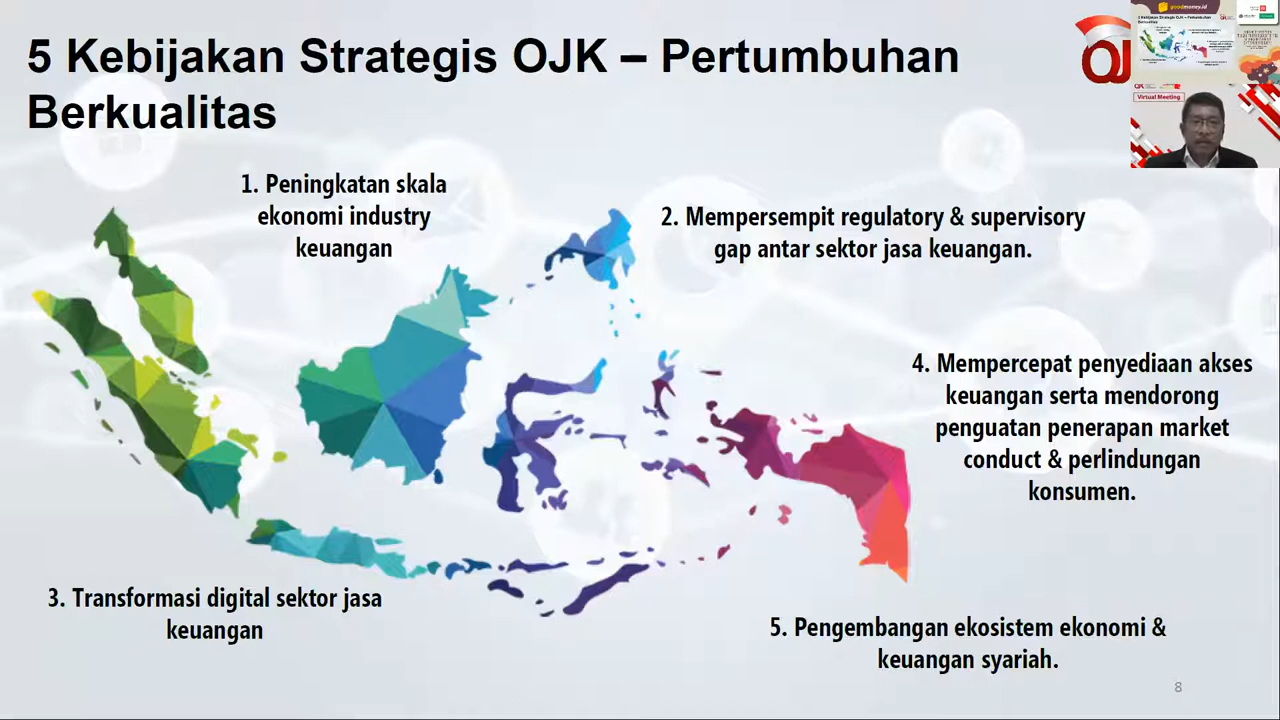 5 Kebijakan Strategis OJK – Pertumbuhan
Berkualitas
goodmoney.id
Virtual Meeting
1. Peningkatan skala
ekonomi industry
keuangan
2. Mempersempit regulatory & supervisory
gap antar sektor jasa keuangan.
4. Mempercepat penyediaan akses
keuangan serta mendorong
penguatan penerapan market
conduct & perlindungan
konsumen.
3. Transformasi digital sektor jasa
keuangan
5. Pengembangan ekosistem ekonomi &
keuangan syariah.
8